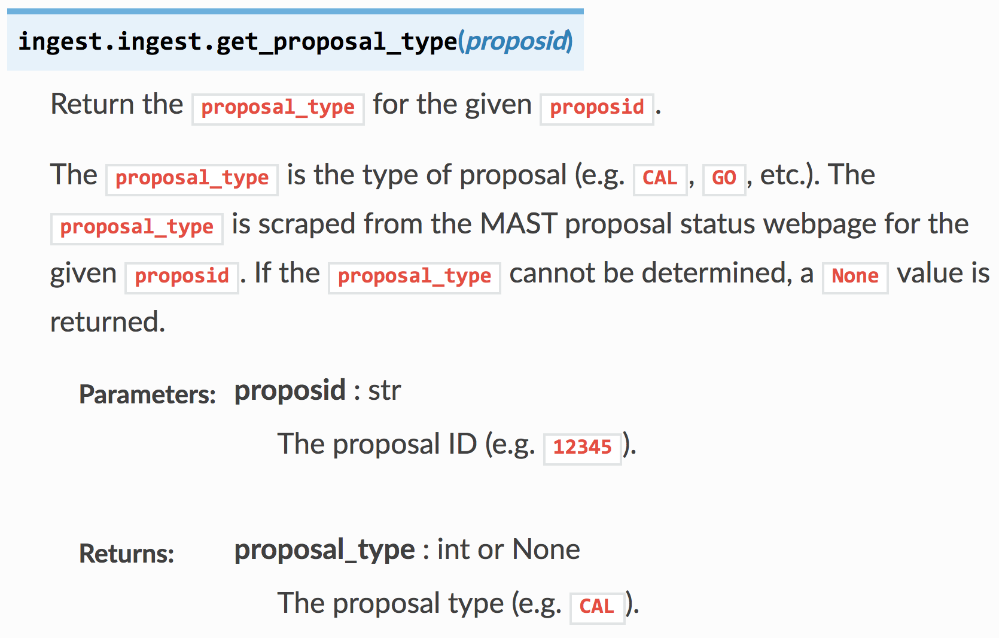 ingest.ingest.get_proposal_type(proposid)
Return the proposal_type for the given proposid.
The proposal_type is the type of proposal (e.g. CAL, GO, etc.). The
proposal_type is scraped from the MAST proposal status webpage for the
given proposid. If the proposal_type cannot be determined, a None value is
returned.
Parameters: proposid : str
The proposal ID (e.g. 12345).
Returns: proposal_type : int or None
The proposal type (e.g. CAL).